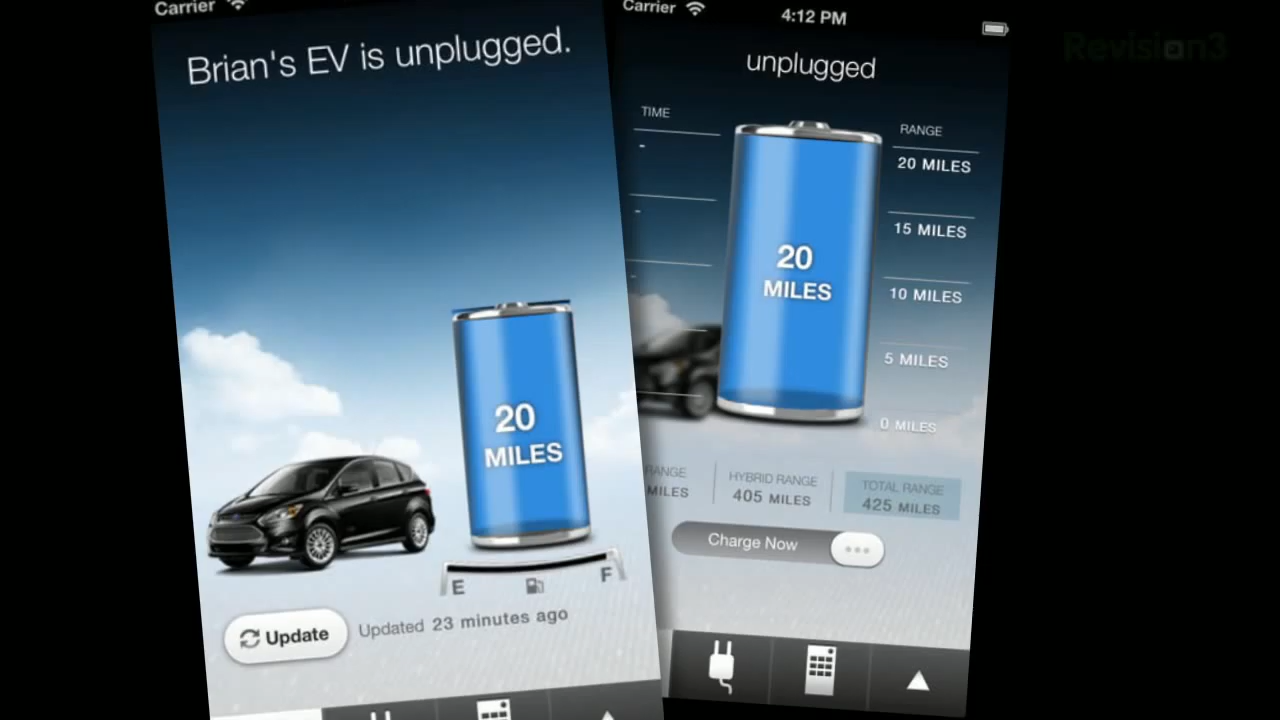 Carrier
Brian's EV is unplugged.
20
MILES
E
F
Update
Updated 23 minutes ago
Carrier
4:12 PM
unplugged
TIME
-
-
-
RANGE
20 MILES
15 MILES
10 MILES
5 MILES
0 MILES
20
MILES
RANGE
MILES
HYBRID RANGE
405 MILES
TOTAL RANGE
425 MILES
Charge Now
Revision3